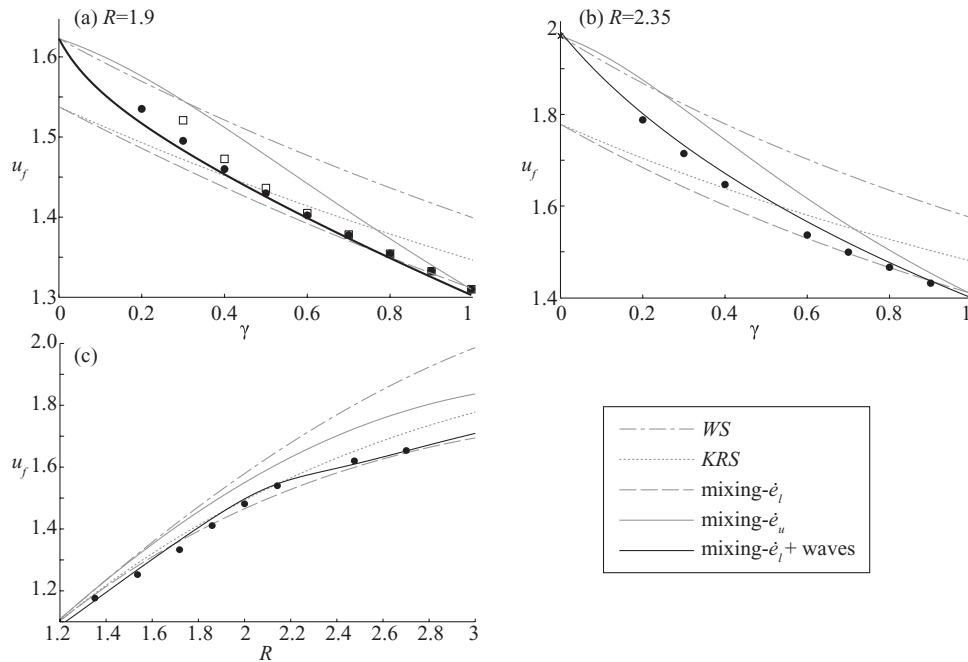 (a) R=1.9
1.6
1.5
u_f
1.4
1.3
0
0.2
0.4
0.6
0.8
1
γ
(b) R=2.35
2
1.8
u_f
1.6
1.4
0
0.2
0.4
0.6
0.8
1
γ
(c)
2.0
1.8
u_f
1.6
1.4
1.2
1.2
1.4
1.6
1.8
2
2.2
2.4
2.6
2.8
3
R
WS
KRS
mixing-ė_l
mixing-ė_u
mixing-ė_l + waves